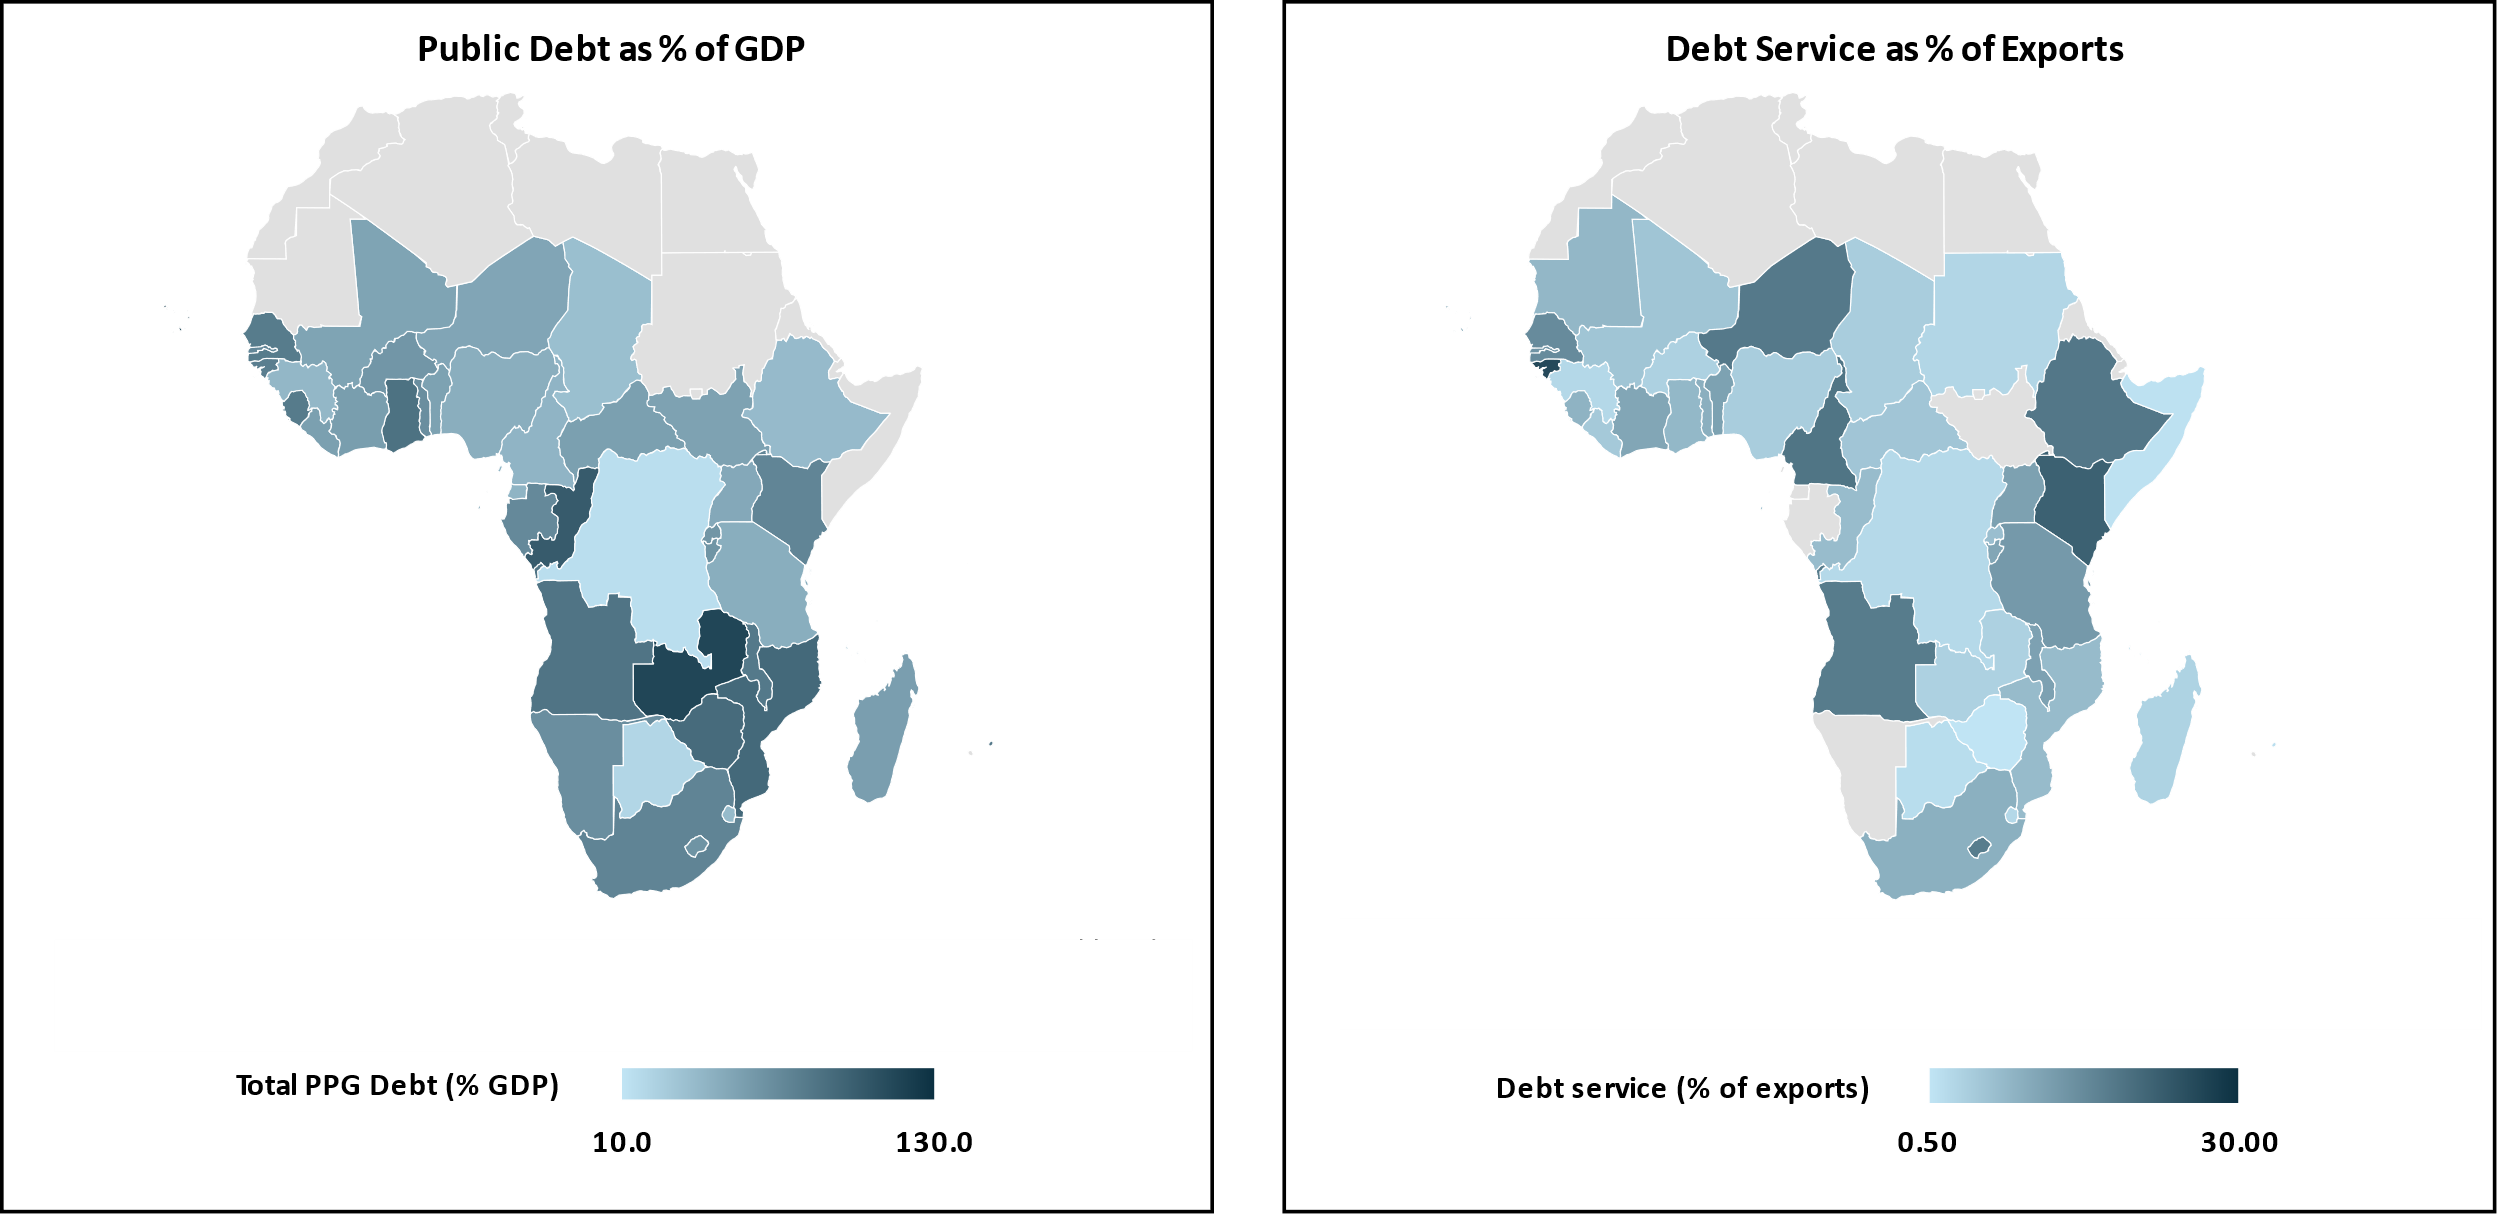 Public Debt as % of GDP
Total PPG Debt (% GDP)
10.0 130.0
Debt Service as % of Exports
Debt service (% of exports)
0.50 30.00